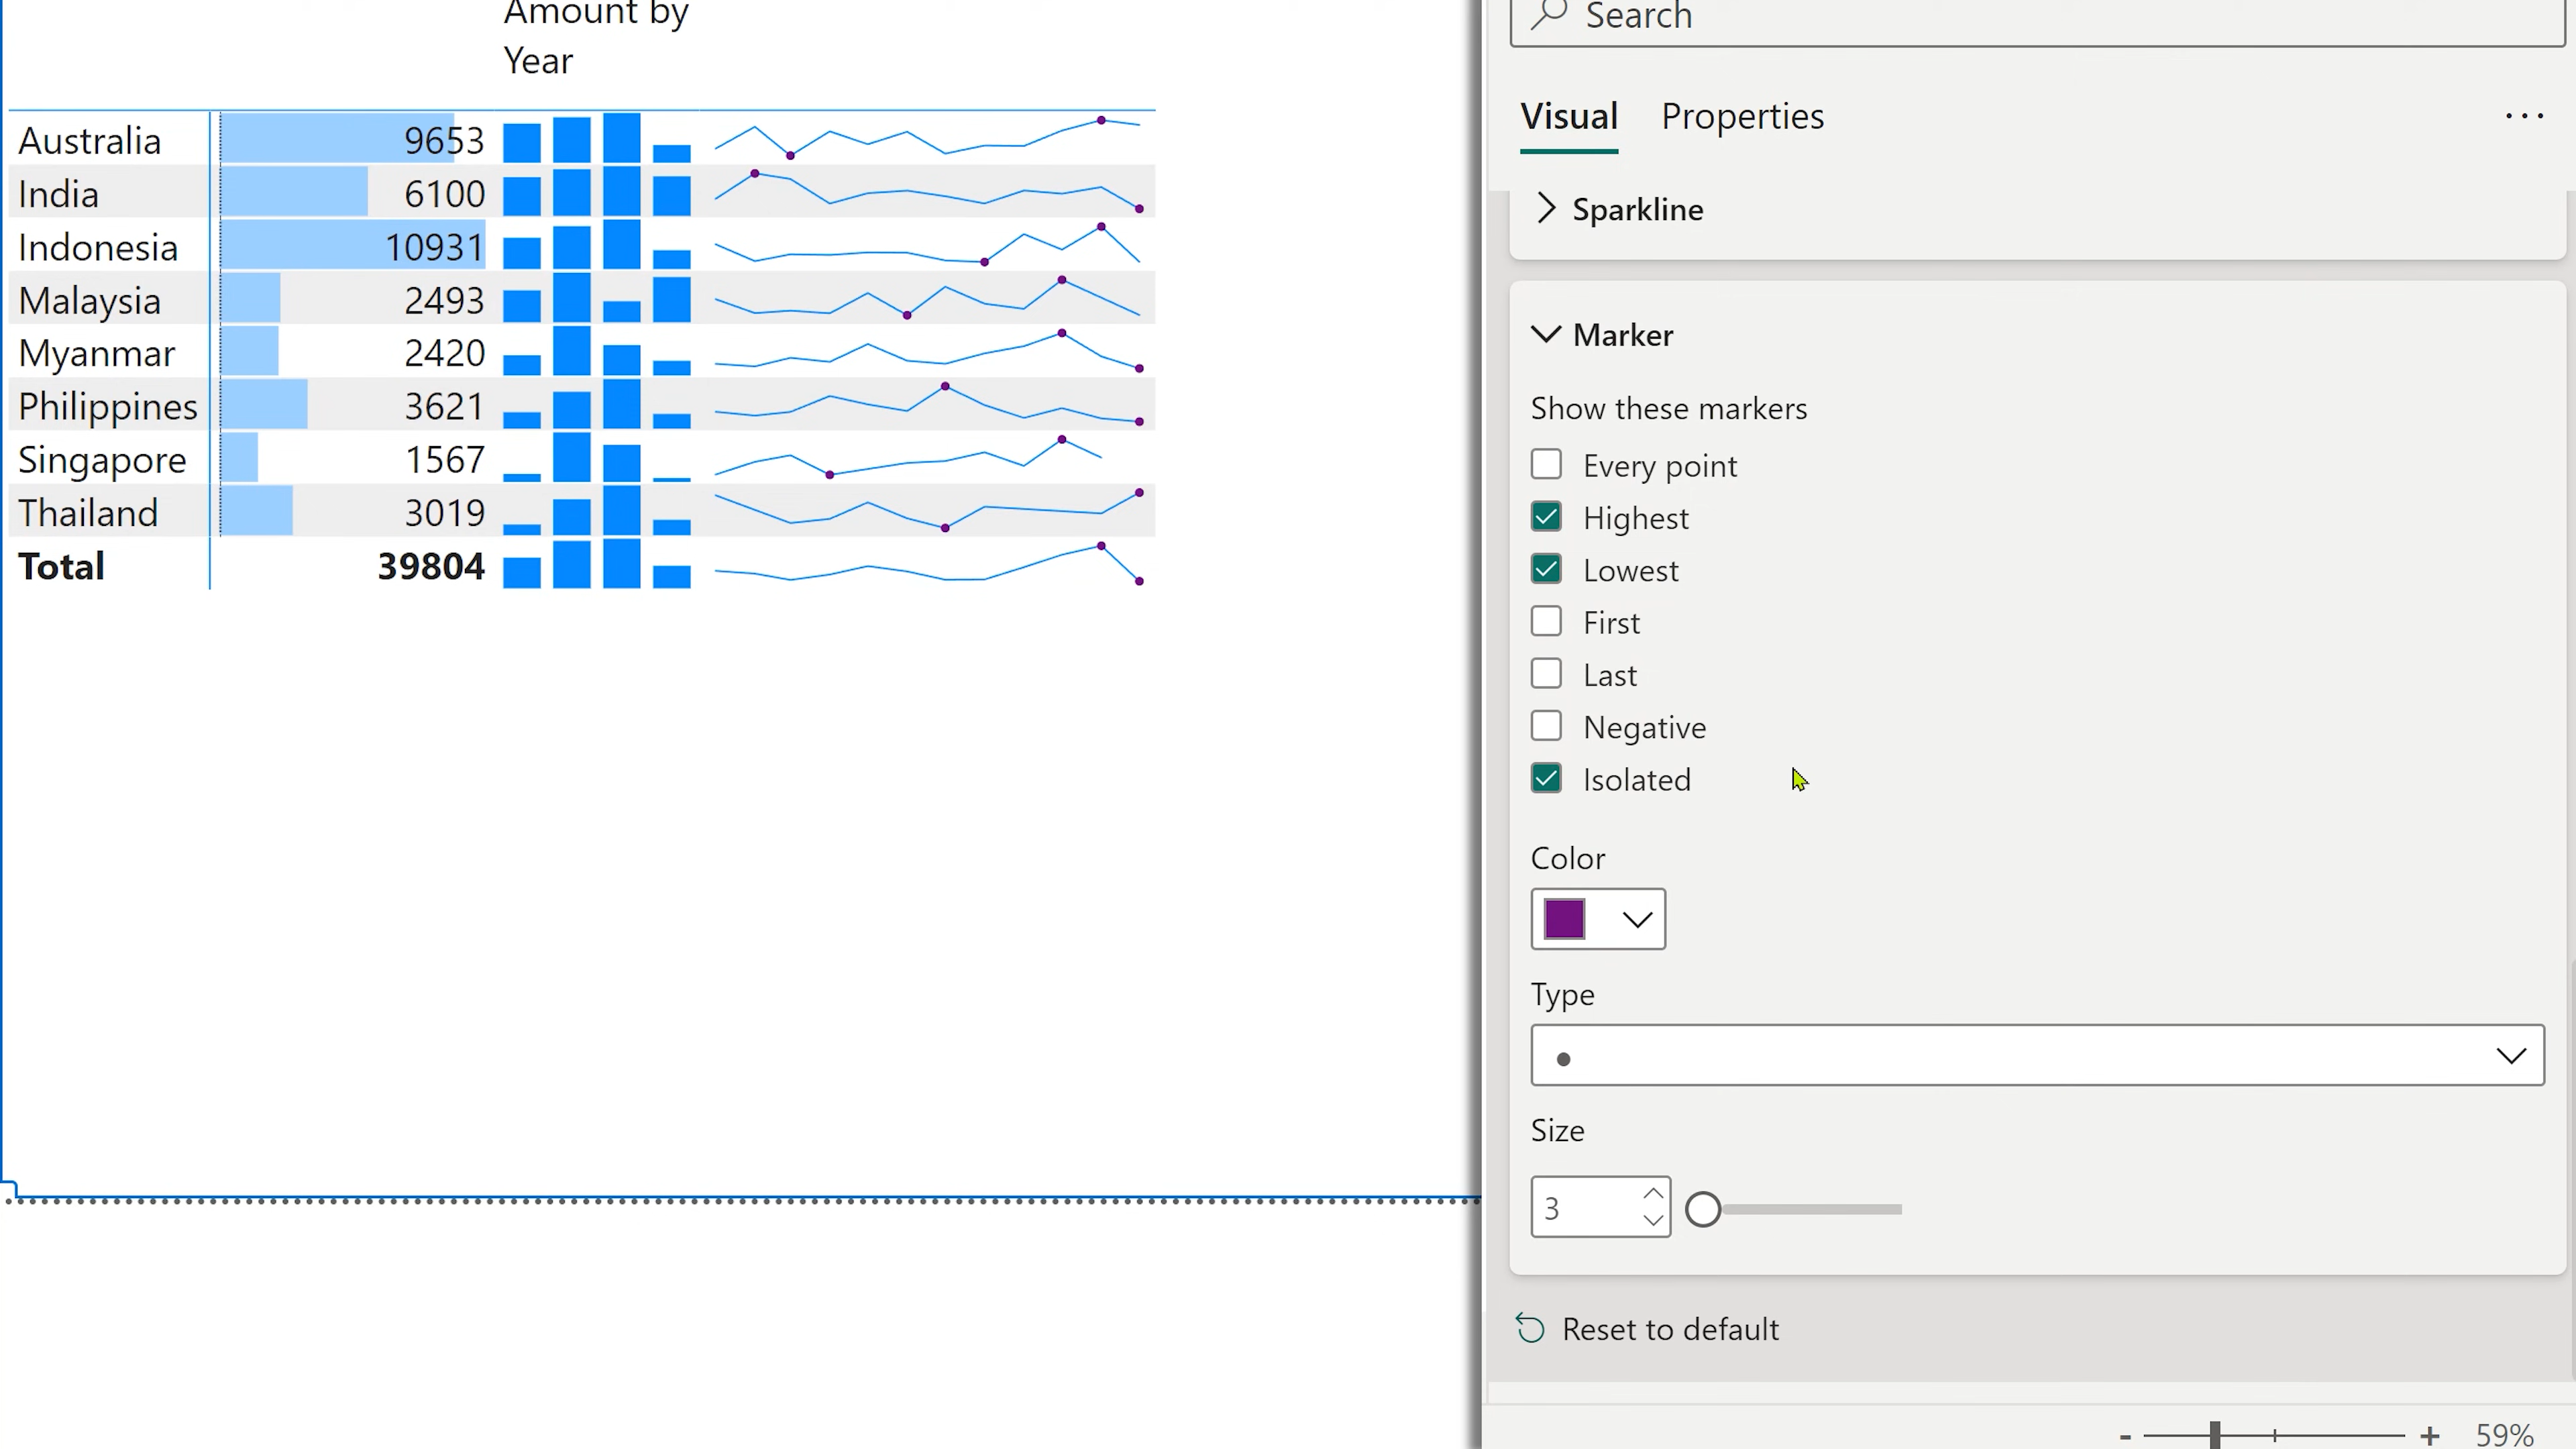 Amount by
Year
Australia 9653
India 6100
Indonesia 10931
Malaysia 2493
Myanmar 2420
Philippines 3621
Singapore 1567
Thailand 3019
Total 39804
Search
Visual Properties
Sparkline
Marker
Show these markers
Every point
Highest
Lowest
First
Last
Negative
Isolated
Color
Type
Size
3
Reset to default
- + 59%